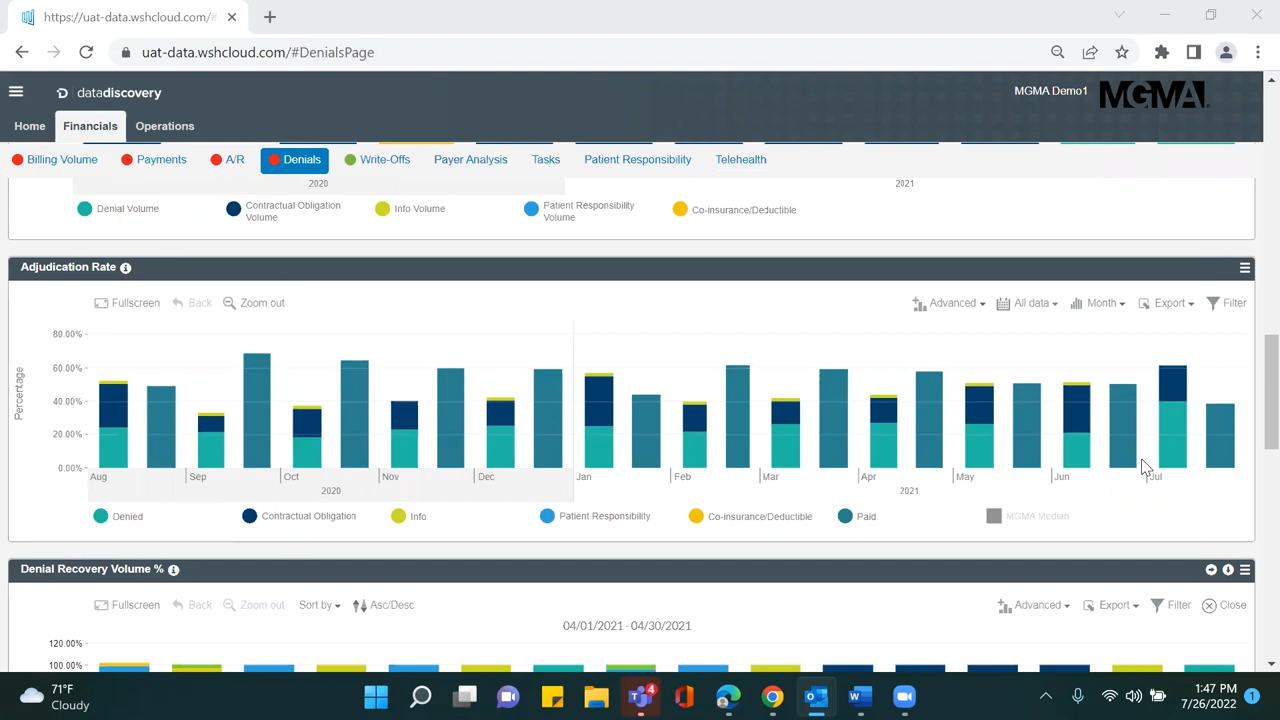 https://uat-data.wshcloud.com/#
uat-data.wshcloud.com/#DenialsPage
datadiscovery
MGMA Demo1
MGMA
Home Financials Operations
Billing Volume Payments A/R Denials Write-Offs Payer Analysis Tasks Patient Responsibility Telehealth
2020 2021
Denial Volume Contractual Obligation Volume Info Volume Patient Responsibility Volume Co-insurance/Deductible
Adjudication Rate
Fullscreen Back Zoom out Advanced All data Month Export Filter
80.00%
60.00%
40.00%
20.00%
0.00%
Percentage
Aug Sep Oct Nov Dec Jan Feb Mar Apr May Jun Jul
2020 2021
Denied Contractual Obligation Info Patient Responsibility Co-insurance/Deductible Paid MGMA Median
Denial Recovery Volume %
Fullscreen Back Zoom out Sort by Asc/Desc Advanced Export Filter Close
04/01/2021 - 04/30/2021
120.00%
100.00%
71°F
Cloudy
4
W
1:47 PM
7/26/2022
1